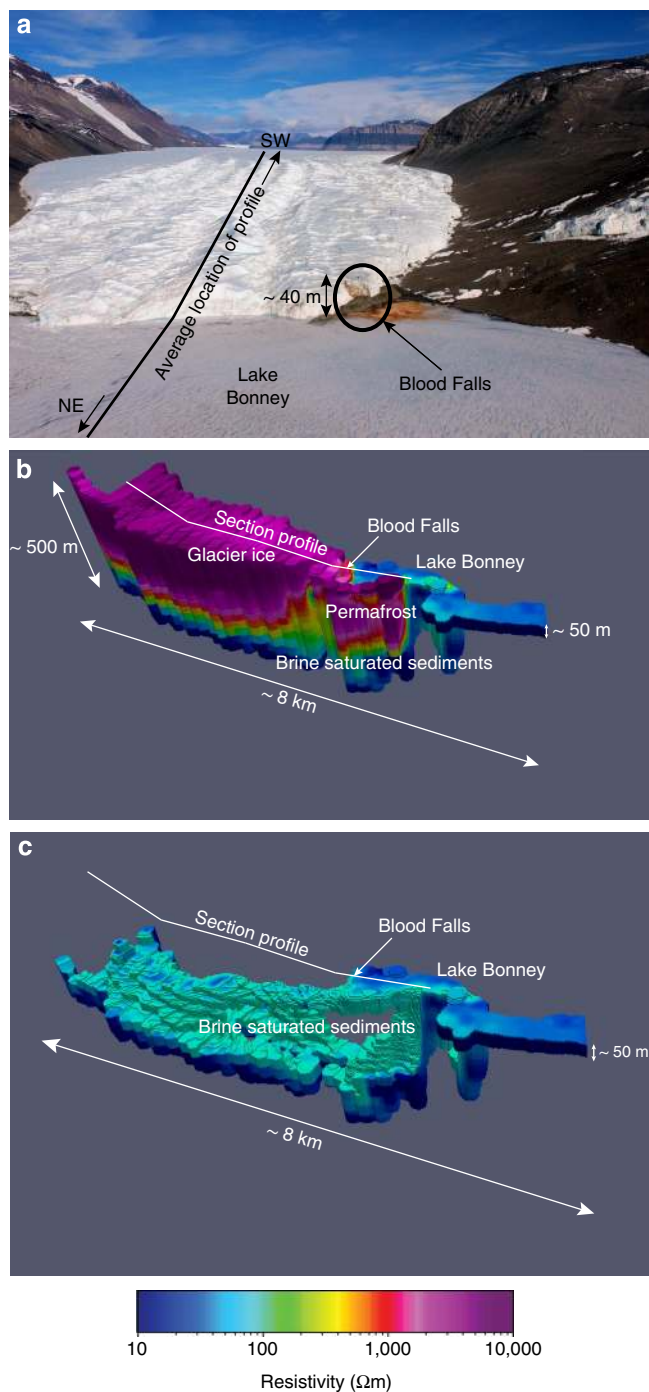 a
SW
Average location of profile
~ 40 m
NE
Lake
Bonney
Blood Falls
b
~ 500 m
Section profile
Glacier ice
Blood Falls
Lake Bonney
Permafrost
~ 50 m
Brine saturated sediments
~ 8 km
c
Section profile
Blood Falls
Lake Bonney
Brine saturated sediments
~ 50 m
~ 8 km
10 100 1,000 10,000
Resistivity (Ωm)